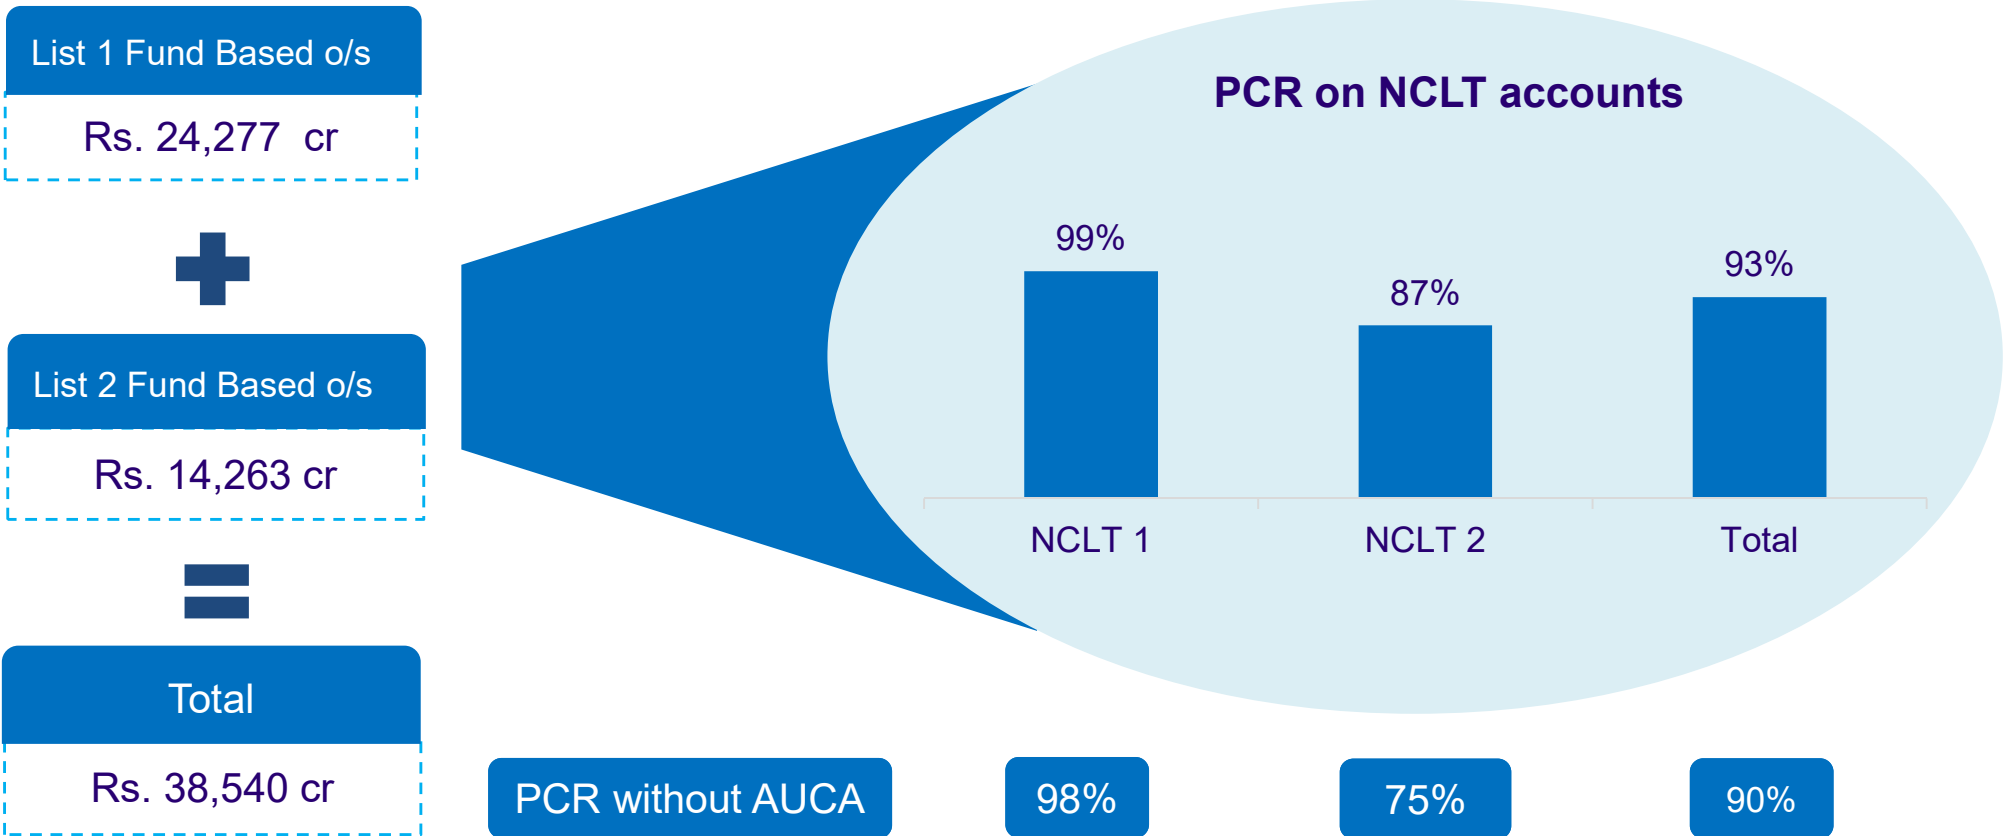 List 1 Fund Based o/s
Rs. 24,277 cr
List 2 Fund Based o/s
Rs. 14,263 cr
Total
Rs. 38,540 cr
PCR on NCLT accounts
99%
87%
93%
NCLT 1
NCLT 2
Total
PCR without AUCA
98%
75%
90%